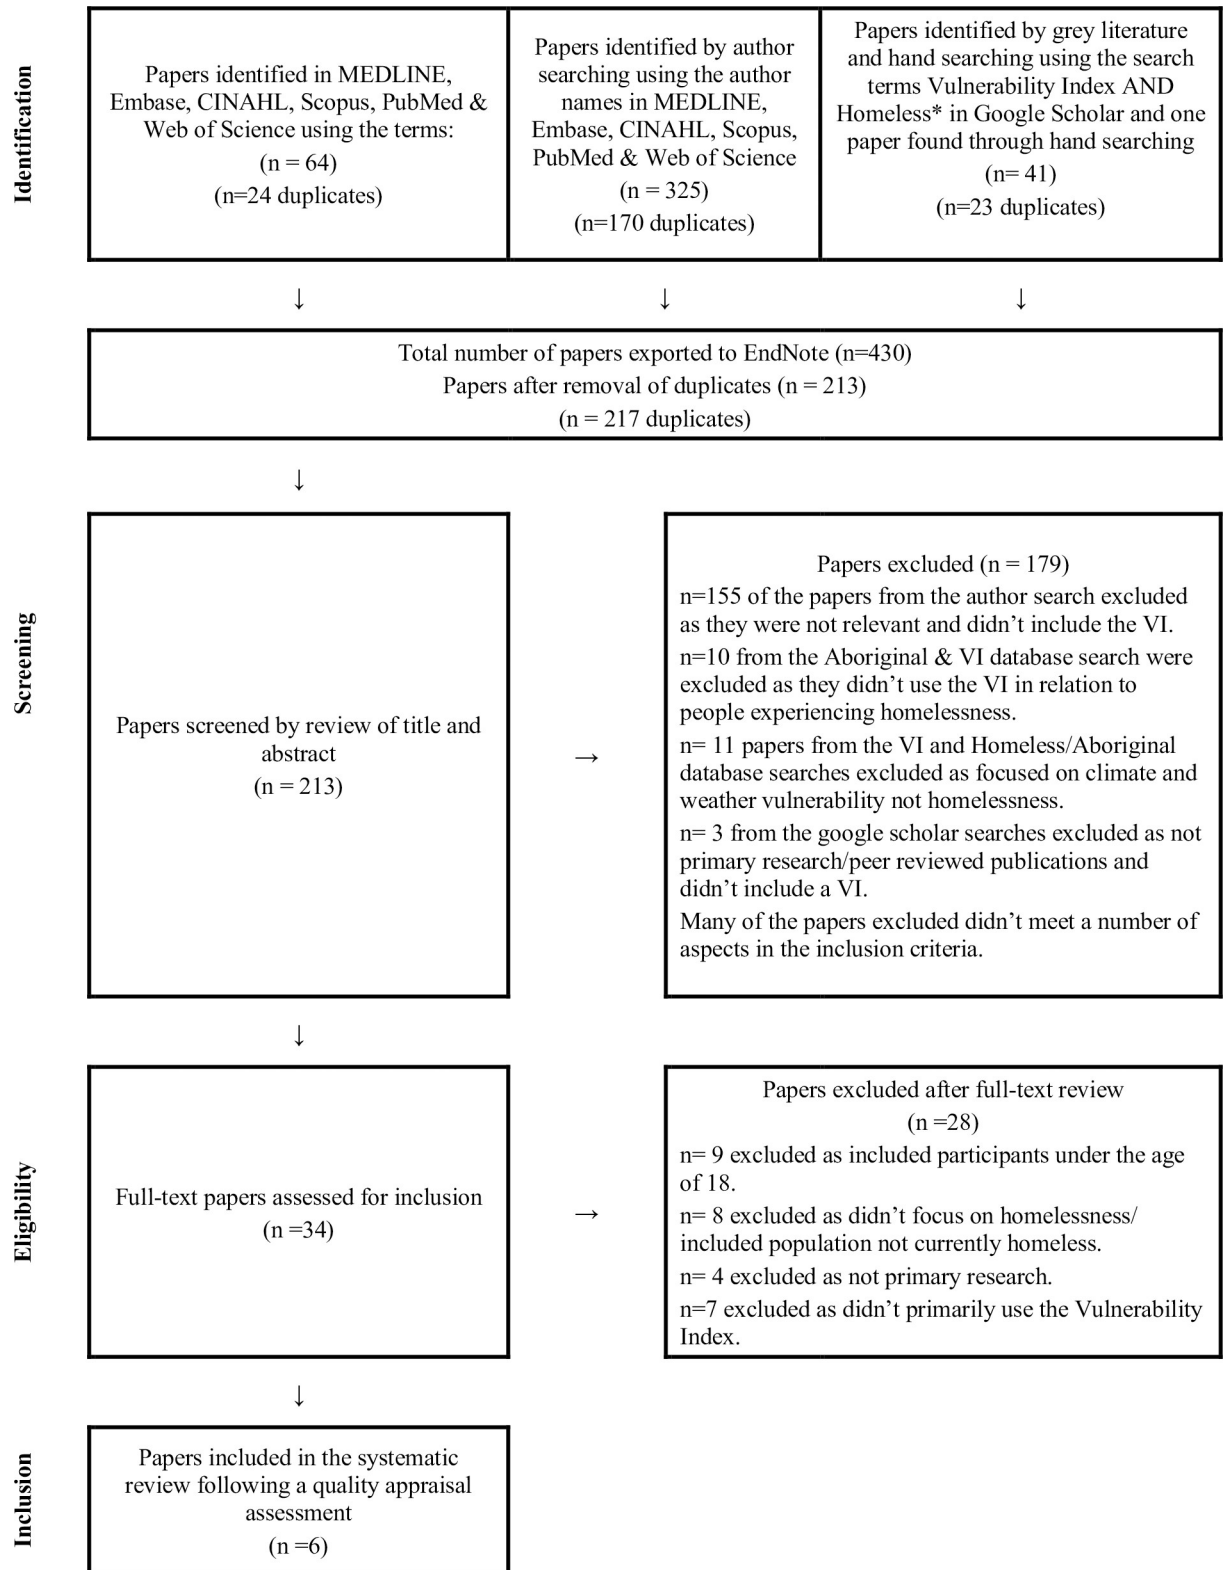 Identification
Papers identified in MEDLINE,
Embase, CINAHL, Scopus, PubMed &
Web of Science using the terms:
(n = 64)
(n=24 duplicates)
Papers identified by author
searching using the author
names in MEDLINE,
Embase, CINAHL, Scopus,
PubMed & Web of Science
(n = 325)
(n=170 duplicates)
Papers identified by grey literature
and hand searching using the search
terms Vulnerability Index AND
Homeless* in Google Scholar and one
paper found through hand searching
(n= 41)
(n=23 duplicates)
↓ ↓ ↓
Total number of papers exported to EndNote (n=430)
Papers after removal of duplicates (n = 213)
(n = 217 duplicates)
↓
Screening
Papers screened by review of title and
abstract
(n = 213)
→
Papers excluded (n = 179)
n=155 of the papers from the author search excluded
as they were not relevant and didn’t include the VI.
n=10 from the Aboriginal & VI database search were
excluded as they didn’t use the VI in relation to
people experiencing homelessness.
n= 11 papers from the VI and Homeless/Aboriginal
database searches excluded as focused on climate and
weather vulnerability not homelessness.
n= 3 from the google scholar searches excluded as not
primary research/peer reviewed publications and
didn’t include a VI.
Many of the papers excluded didn’t meet a number of
aspects in the inclusion criteria.
↓
Eligibility
Full-text papers assessed for inclusion
(n =34)
→
Papers excluded after full-text review
(n =28)
n= 9 excluded as included participants under the age
of 18.
n= 8 excluded as didn’t focus on homelessness/
included population not currently homeless.
n= 4 excluded as not primary research.
n=7 excluded as didn’t primarily use the Vulnerability
Index.
↓
Inclusion
Papers included in the systematic
review following a quality appraisal
assessment
(n =6)